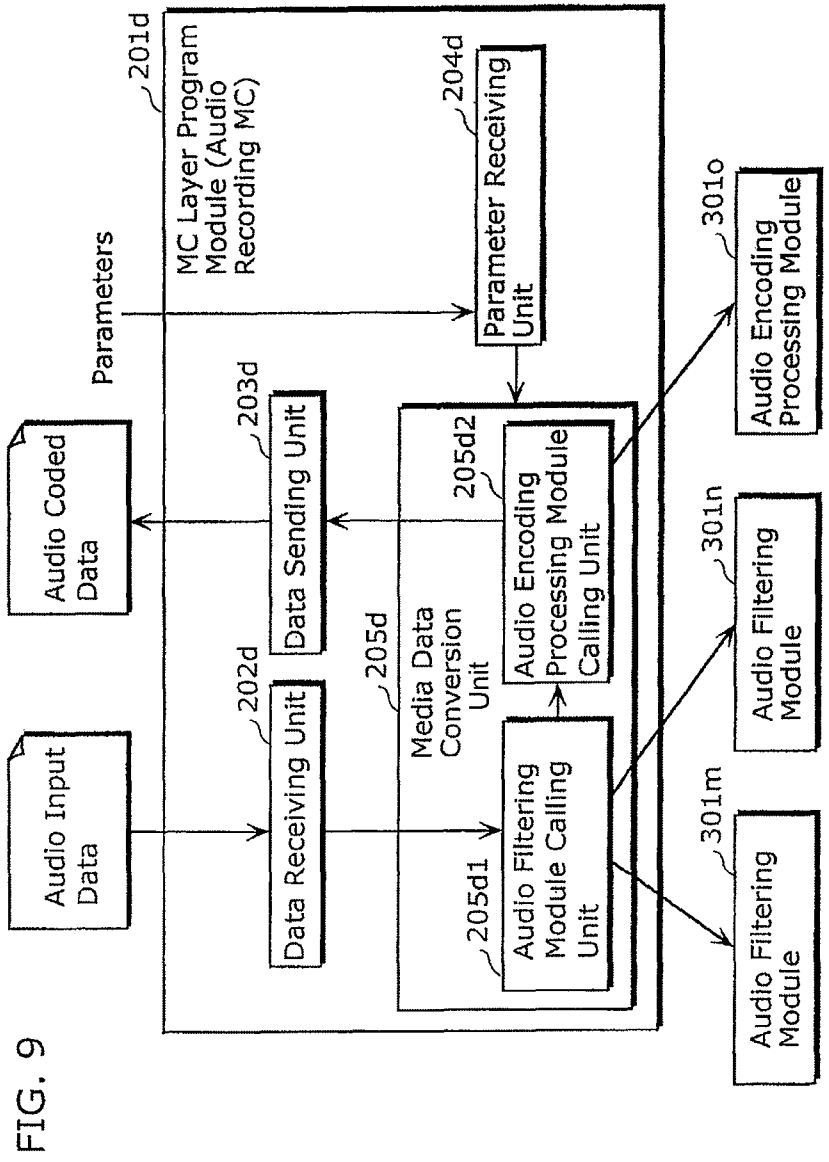 FIG. 9
Audio Input
Data
Audio Coded
Data
Parameters
201d
MC Layer Program
Module (Audio
Recording MC)
202d
Data Receiving Unit
203d
Data Sending Unit
204d
Parameter Receiving
Unit
205d
Media Data
Conversion
Unit
205d1
Audio Filtering
Module Calling
Unit
205d2
Audio Encoding
Processing Module
Calling Unit
301m
Audio Filtering
Module
301n
Audio Filtering
Module
301o
Audio Encoding
Processing Module